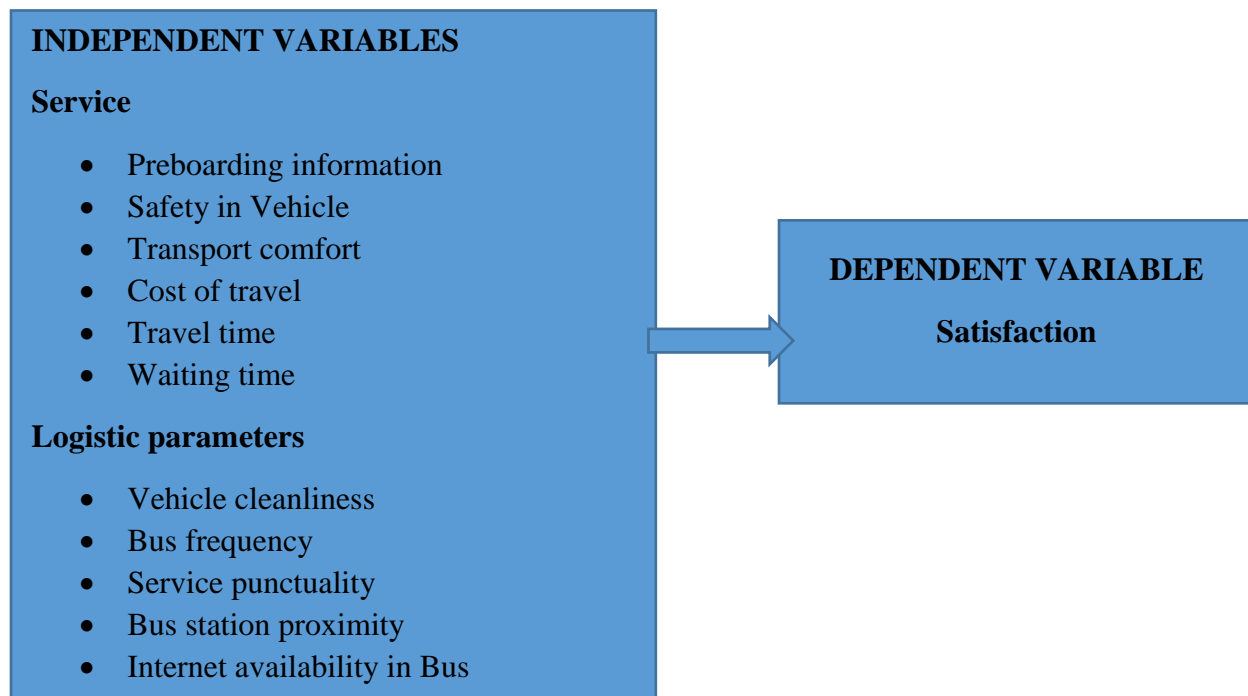 INDEPENDENT VARIABLES
Service
• Preboarding information
• Safety in Vehicle
• Transport comfort
• Cost of travel
• Travel time
• Waiting time
Logistic parameters
• Vehicle cleanliness
• Bus frequency
• Service punctuality
• Bus station proximity
• Internet availability in Bus
DEPENDENT VARIABLE
Satisfaction